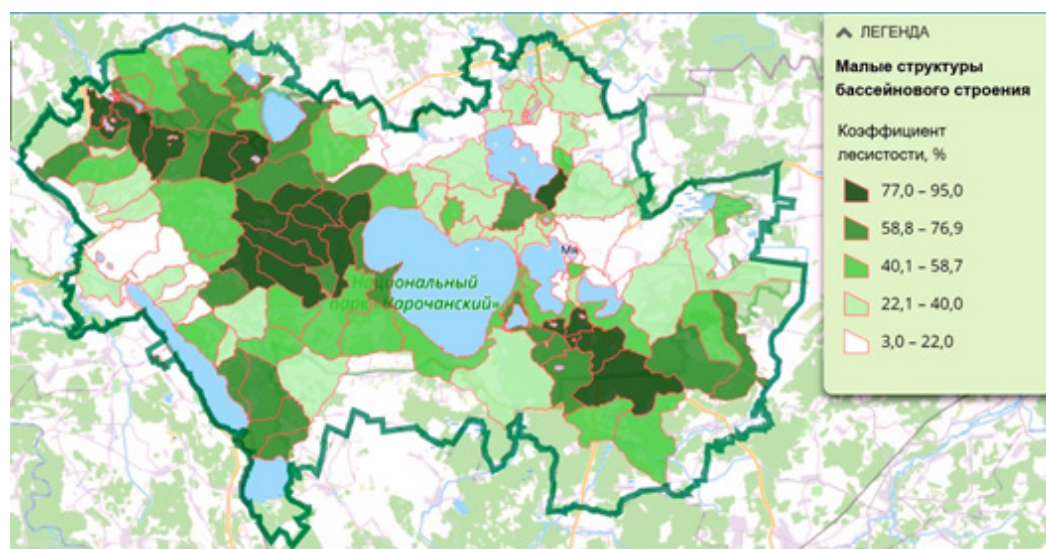 ЛЕГЕНДА
Малые структуры
бассейнового строения
Коэффициент
лесистости, %
77,0 – 95,0
58,8 – 76,9
40,1 – 58,7
22,1 – 40,0
3,0 – 22,0
Мя
Национальный
парк «Нарочанский»